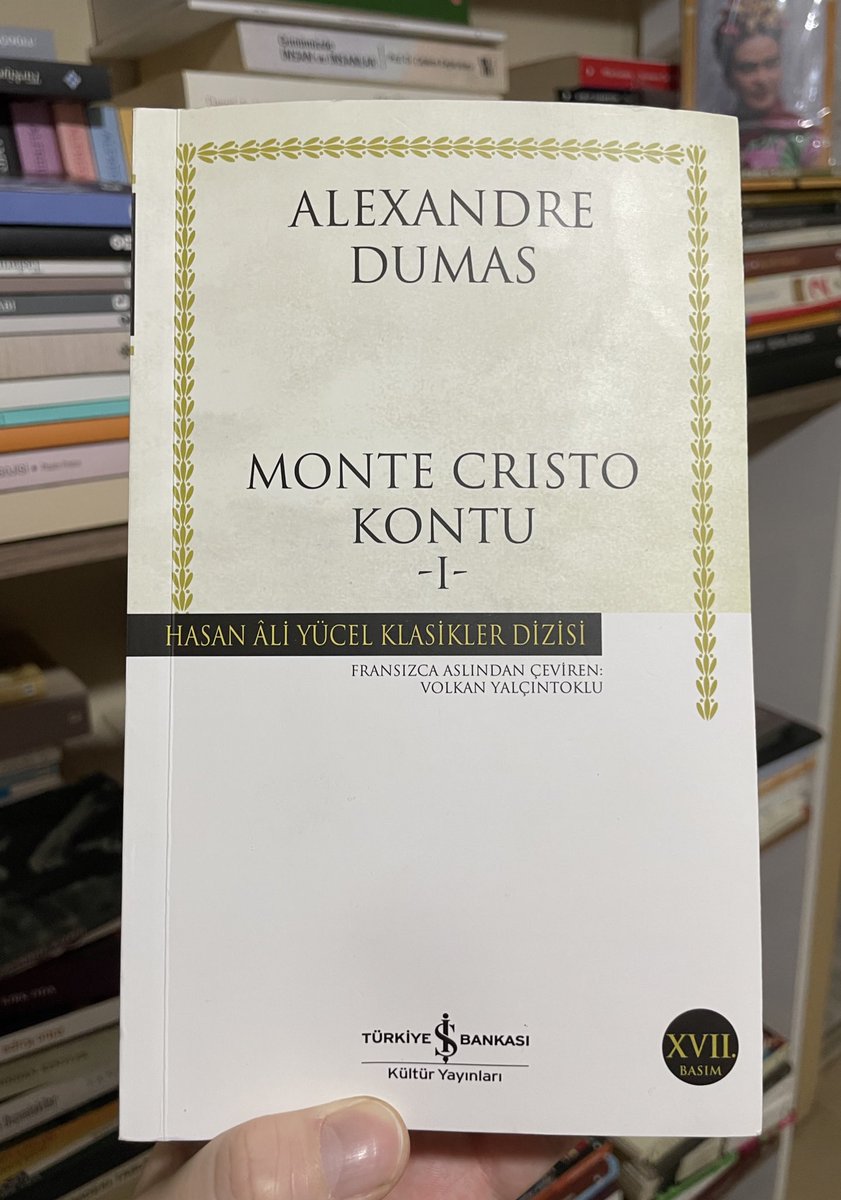 ALEXANDRE
DUMAS
MONTE CRISTO
KONTU
-I-
HASAN ÂLİ YÜCEL KLASİKLER DİZİSİ
FRANSIZCA ASLINDAN ÇEVİREN:
VOLKAN YALÇINTOKLU
TÜRKİYE İŞ BANKASI
Kültür Yayınları
XVII.
BASIM